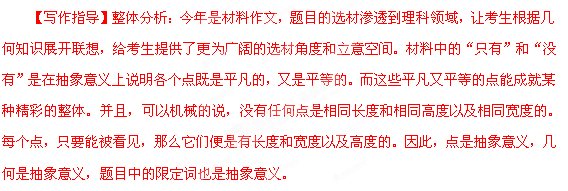 【写作指导】整体分析：今年是材料作文，题目的选材渗透到理科领域，让考生根据几
何知识展开联想，给考生提供了更为广阔的选材角度和立意空间。材料中的“只有”和“没
有”是在抽象意义上说明各个点既是平凡的，又是平等的。而这些平凡又平等的点能成就某
种精彩的整体。并且，可以机械的说，没有任何点是相同长度和相同高度以及相同宽度的。
每个点，只要能被看见，那么它们便是有长度和宽度以及高度的。因此，点是抽象意义，几
何是抽象意义，题目中的限定词也是抽象意义。